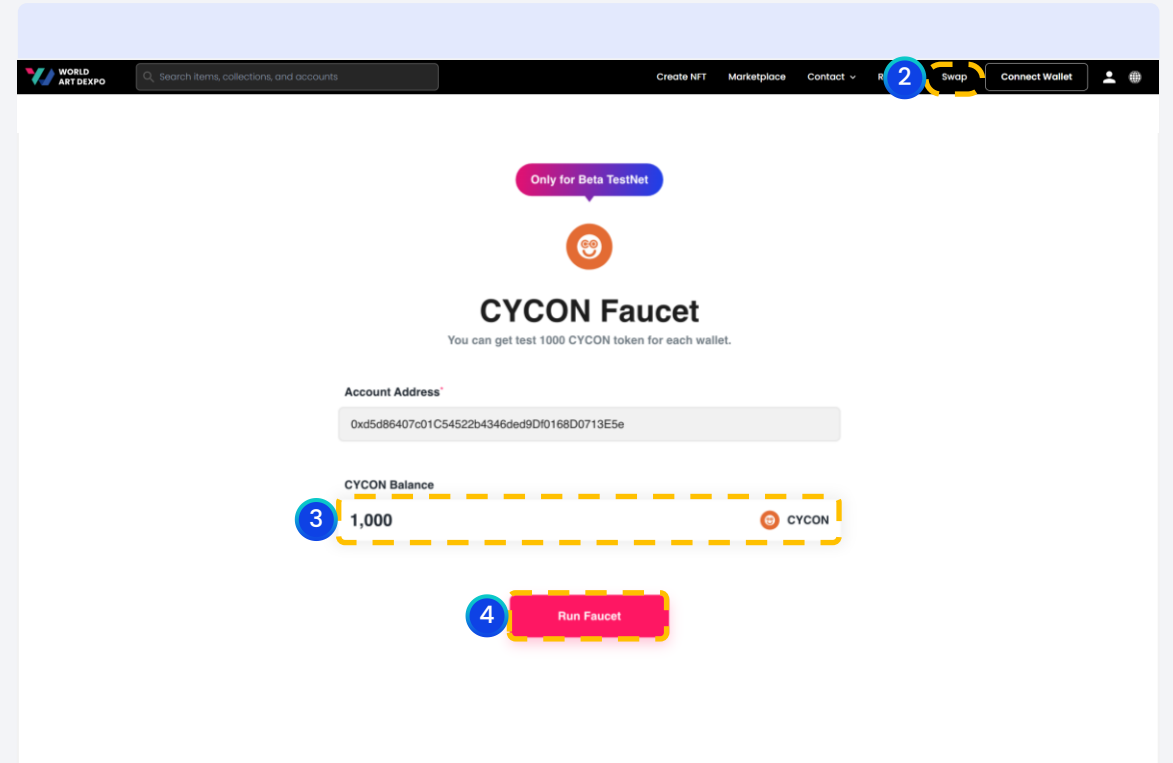 WORLD
ART DEXPO
Search items, collections, and accounts
Create NFT
Marketplace
Contact
2
Swap
Connect Wallet
Only for Beta TestNet
CYCON Faucet
You can get test 1000 CYCON token for each wallet.
Account Address*
0xd5d86407c01C54522b4346ded9Df0168D0713E5e
CYCON Balance
3
1,000
CYCON
4
Run Faucet